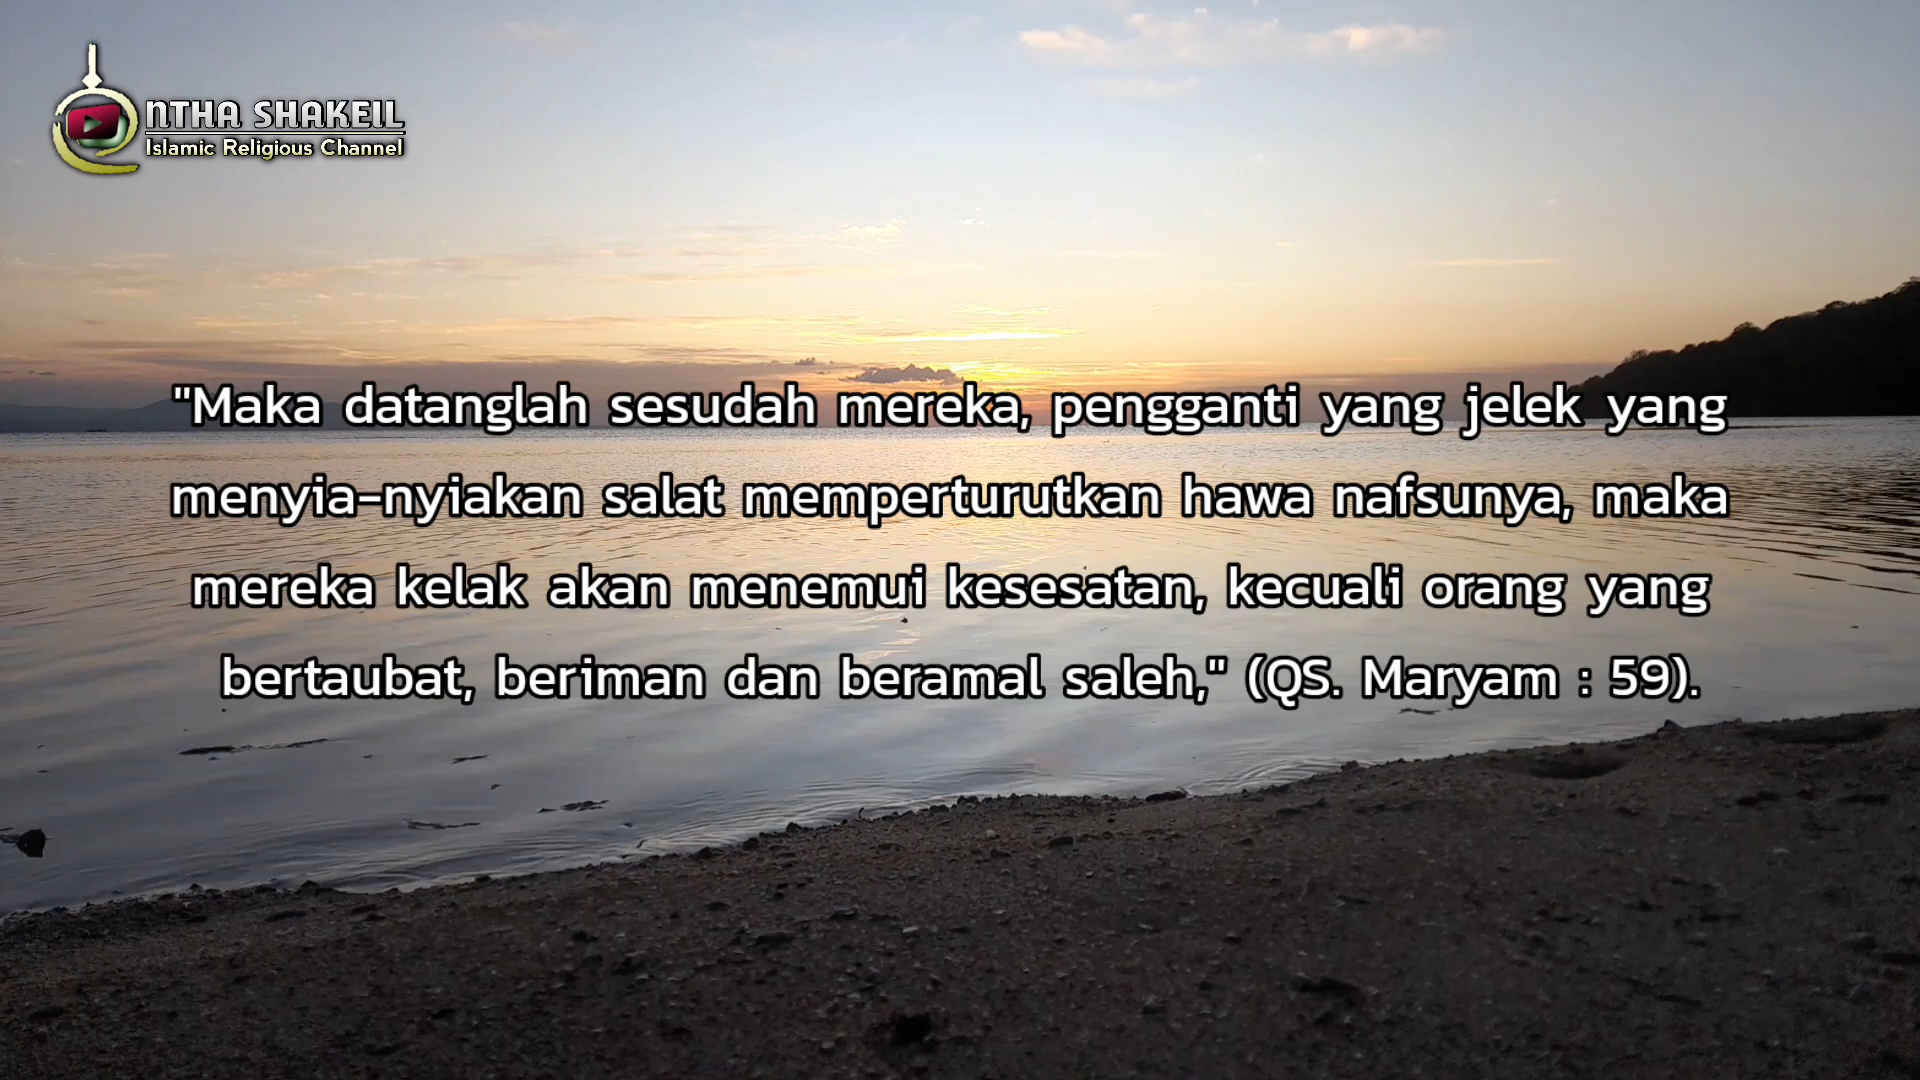 NTHA SHAKEIL
Islamic Religious Channel
"Maka datanglah sesudah mereka, pengganti yang jelek yang
menyia-nyiakan salat memperturutkan hawa nafsunya, maka
mereka kelak akan menemui kesesatan, kecuali orang yang
bertaubat, beriman dan beramal saleh," (QS. Maryam : 59).